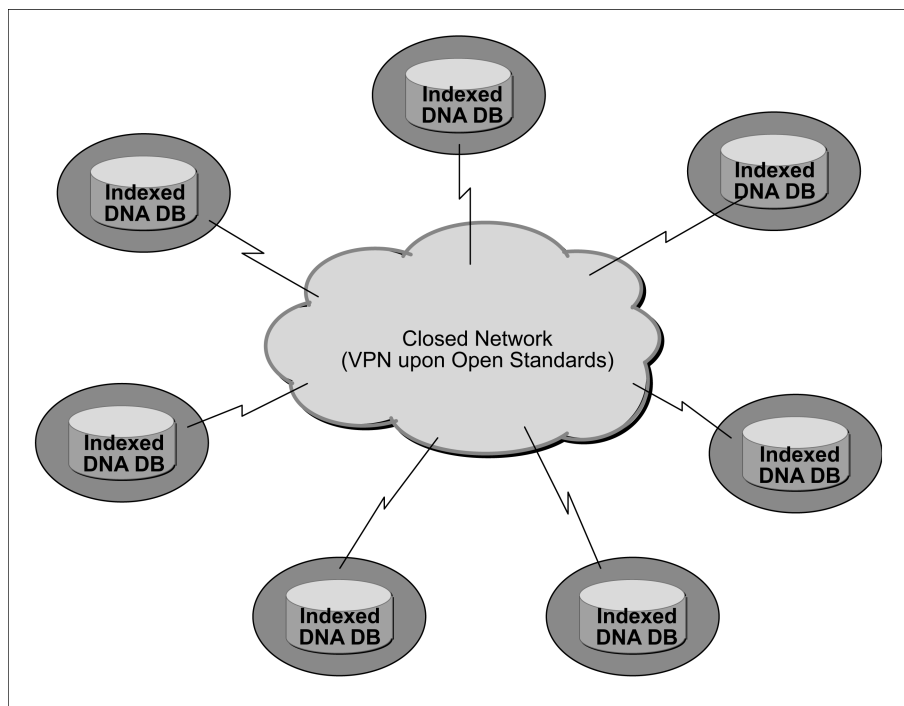 Indexed
DNA DB
Indexed
DNA DB
Indexed
DNA DB
Closed Network
(VPN upon Open Standards)
Indexed
DNA DB
Indexed
DNA DB
Indexed
DNA DB
Indexed
DNA DB